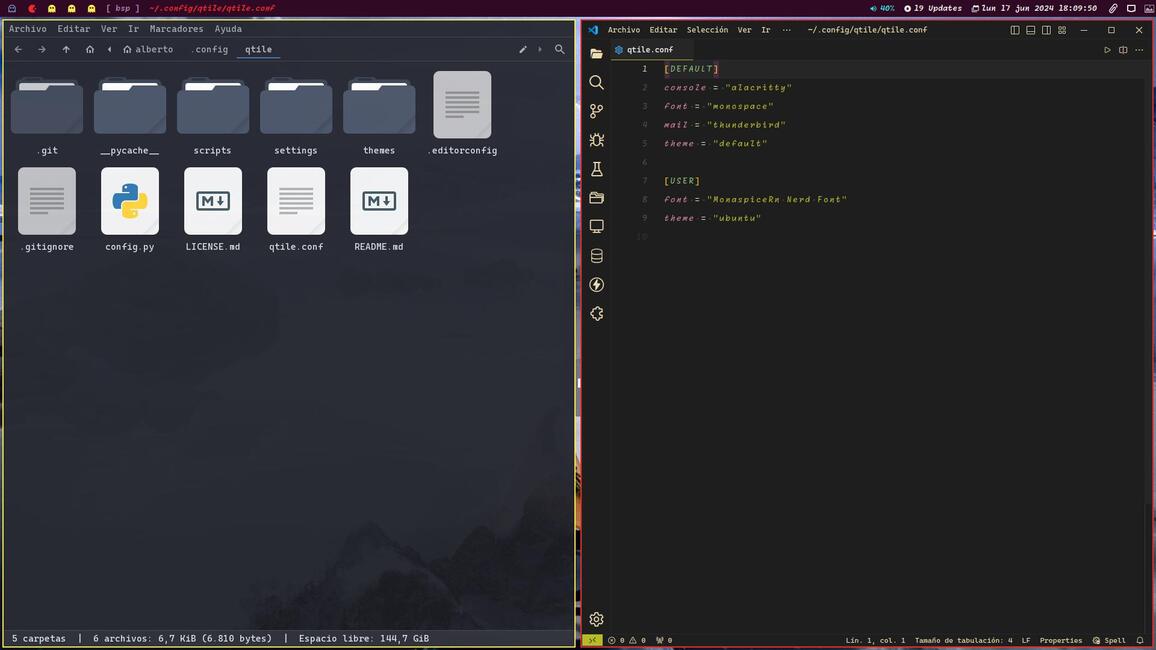 [ bsp ] ~/.config/qtile/qtile.conf
40% 19 Updates lun 17 jun 2024 18:09:50
Archivo Editar Ver Ir Marcadores Ayuda
alberto .config qtile
.git __pycache__ scripts settings themes .editorconfig
.gitignore config.py LICENSE.md qtile.conf README.md
5 carpetas | 6 archivos: 6,7 KiB (6.810 bytes) | Espacio libre: 144,7 GiB
Archivo Editar Selección Ver Ir ··· ~/.config/qtile/qtile.conf
qtile.conf
1 [DEFAULT]
2 console = "alacritty"
3 font = "monospace"
4 mail = "thunderbird"
5 theme = "default"
6
7 [USER]
8 font = "MonaspiceRn Nerd Font"
9 theme = "ubuntu"
10
0 0 0 Lín. 1, col. 1 Tamaño de tabulación: 4 LF Properties Spell